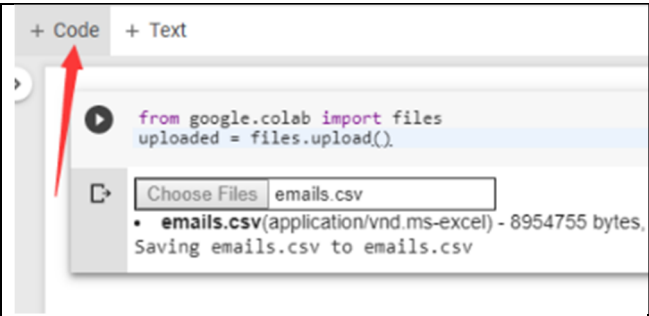 + Code + Text
from google.colab import files
uploaded = files.upload()
Choose Files emails.csv
• emails.csv(application/vnd.ms-excel) - 8954755 bytes,
Saving emails.csv to emails.csv